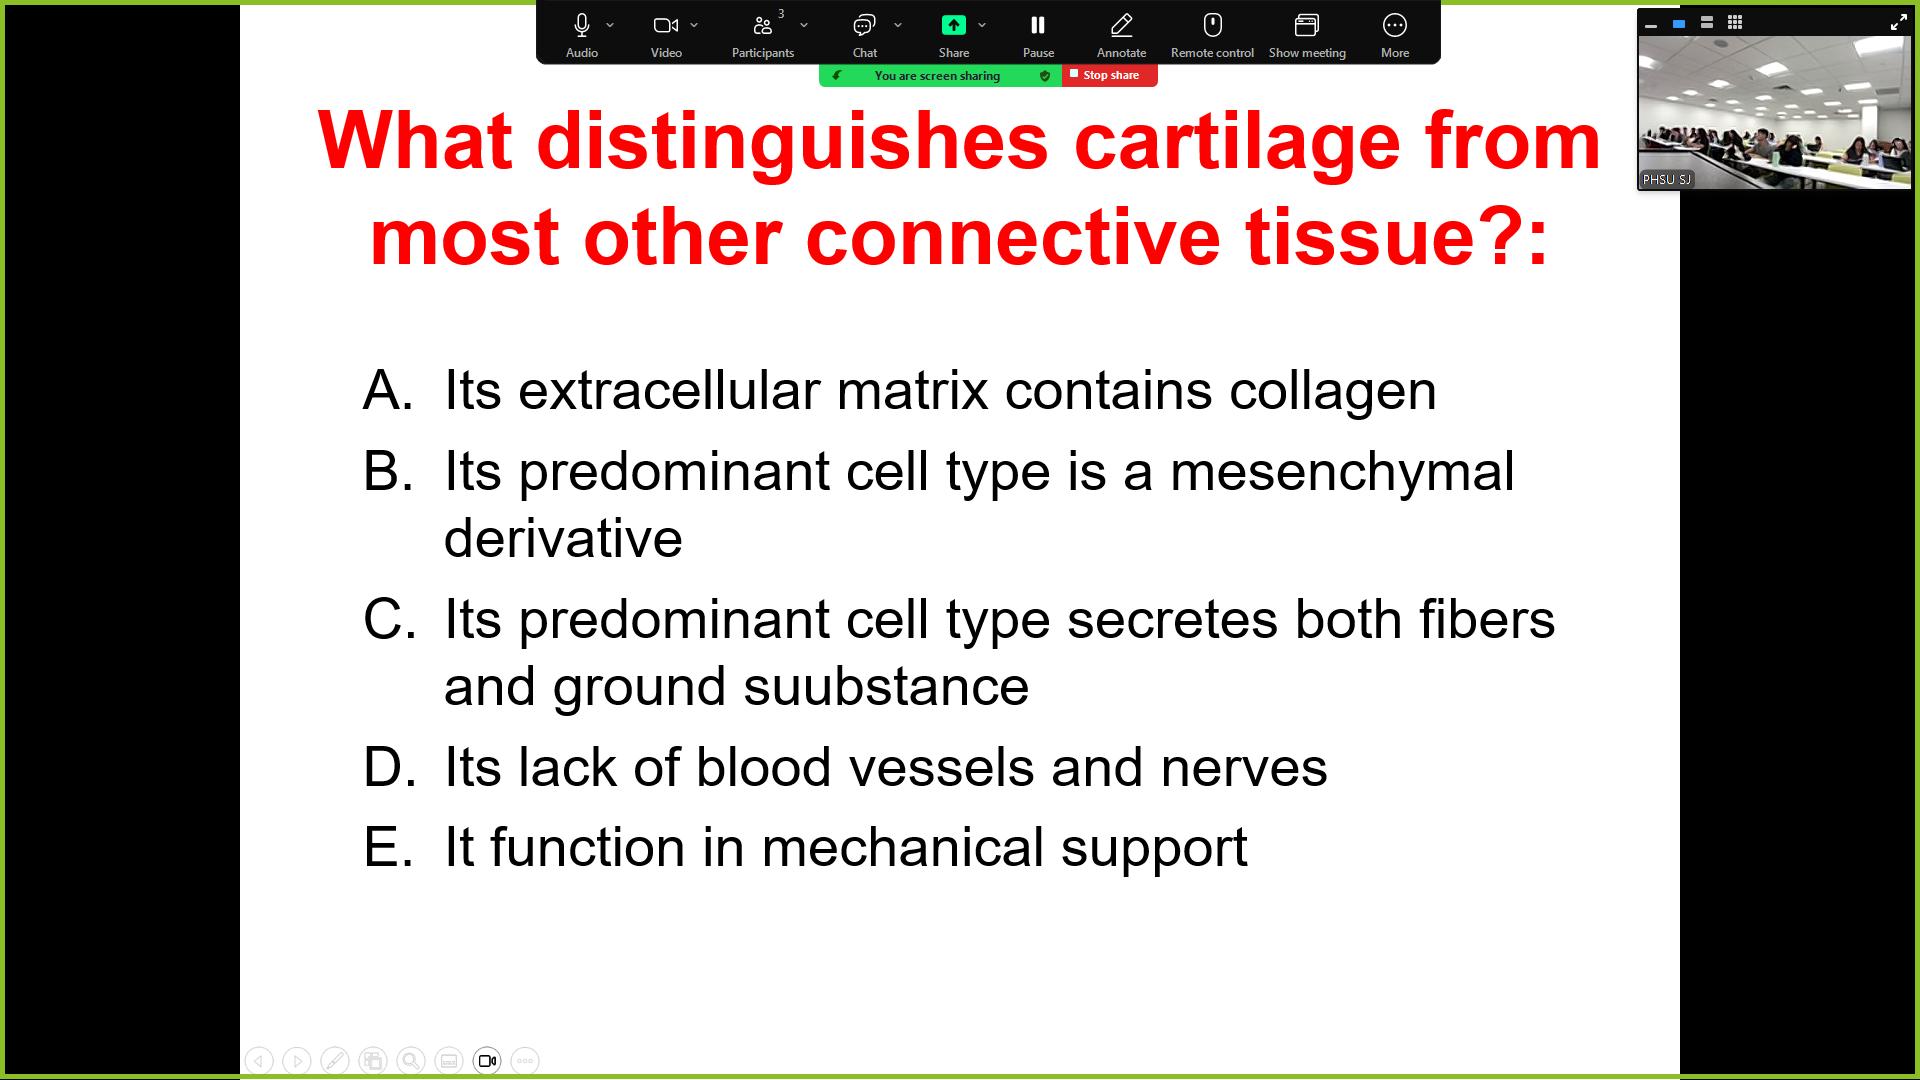 3
Audio
Video
Participants
Chat
Share
Pause
Annotate
Remote control
Show meeting
More
You are screen sharing
Stop share
PHSU SJ
What distinguishes cartilage from
most other connective tissue?:
A. Its extracellular matrix contains collagen
B. Its predominant cell type is a mesenchymal
derivative
C. Its predominant cell type secretes both fibers
and ground suubstance
D. Its lack of blood vessels and nerves
E. It function in mechanical support